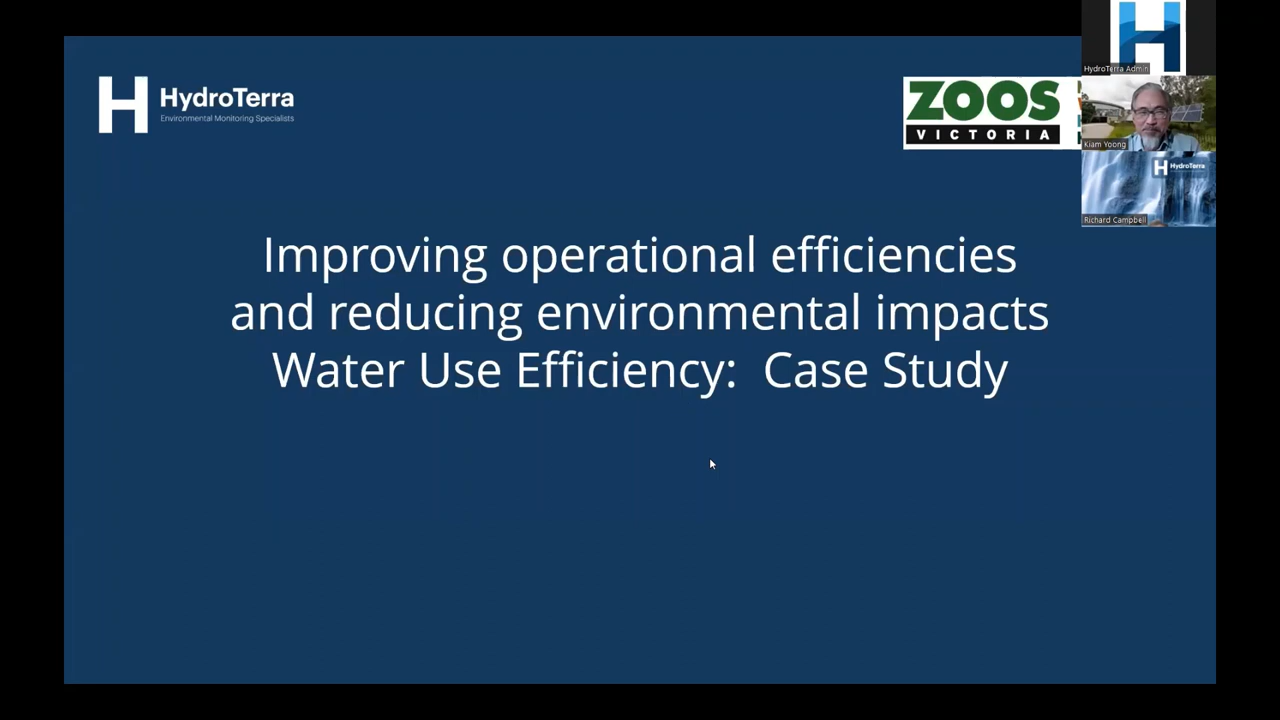 HydroTerra
Environmental Monitoring Specialists
ZOOS
VICTORIA
HydroTerra Admin
Kiam Yoong
HydroTerra
Richard Campbell
Improving operational efficiencies
and reducing environmental impacts
Water Use Efficiency: Case Study